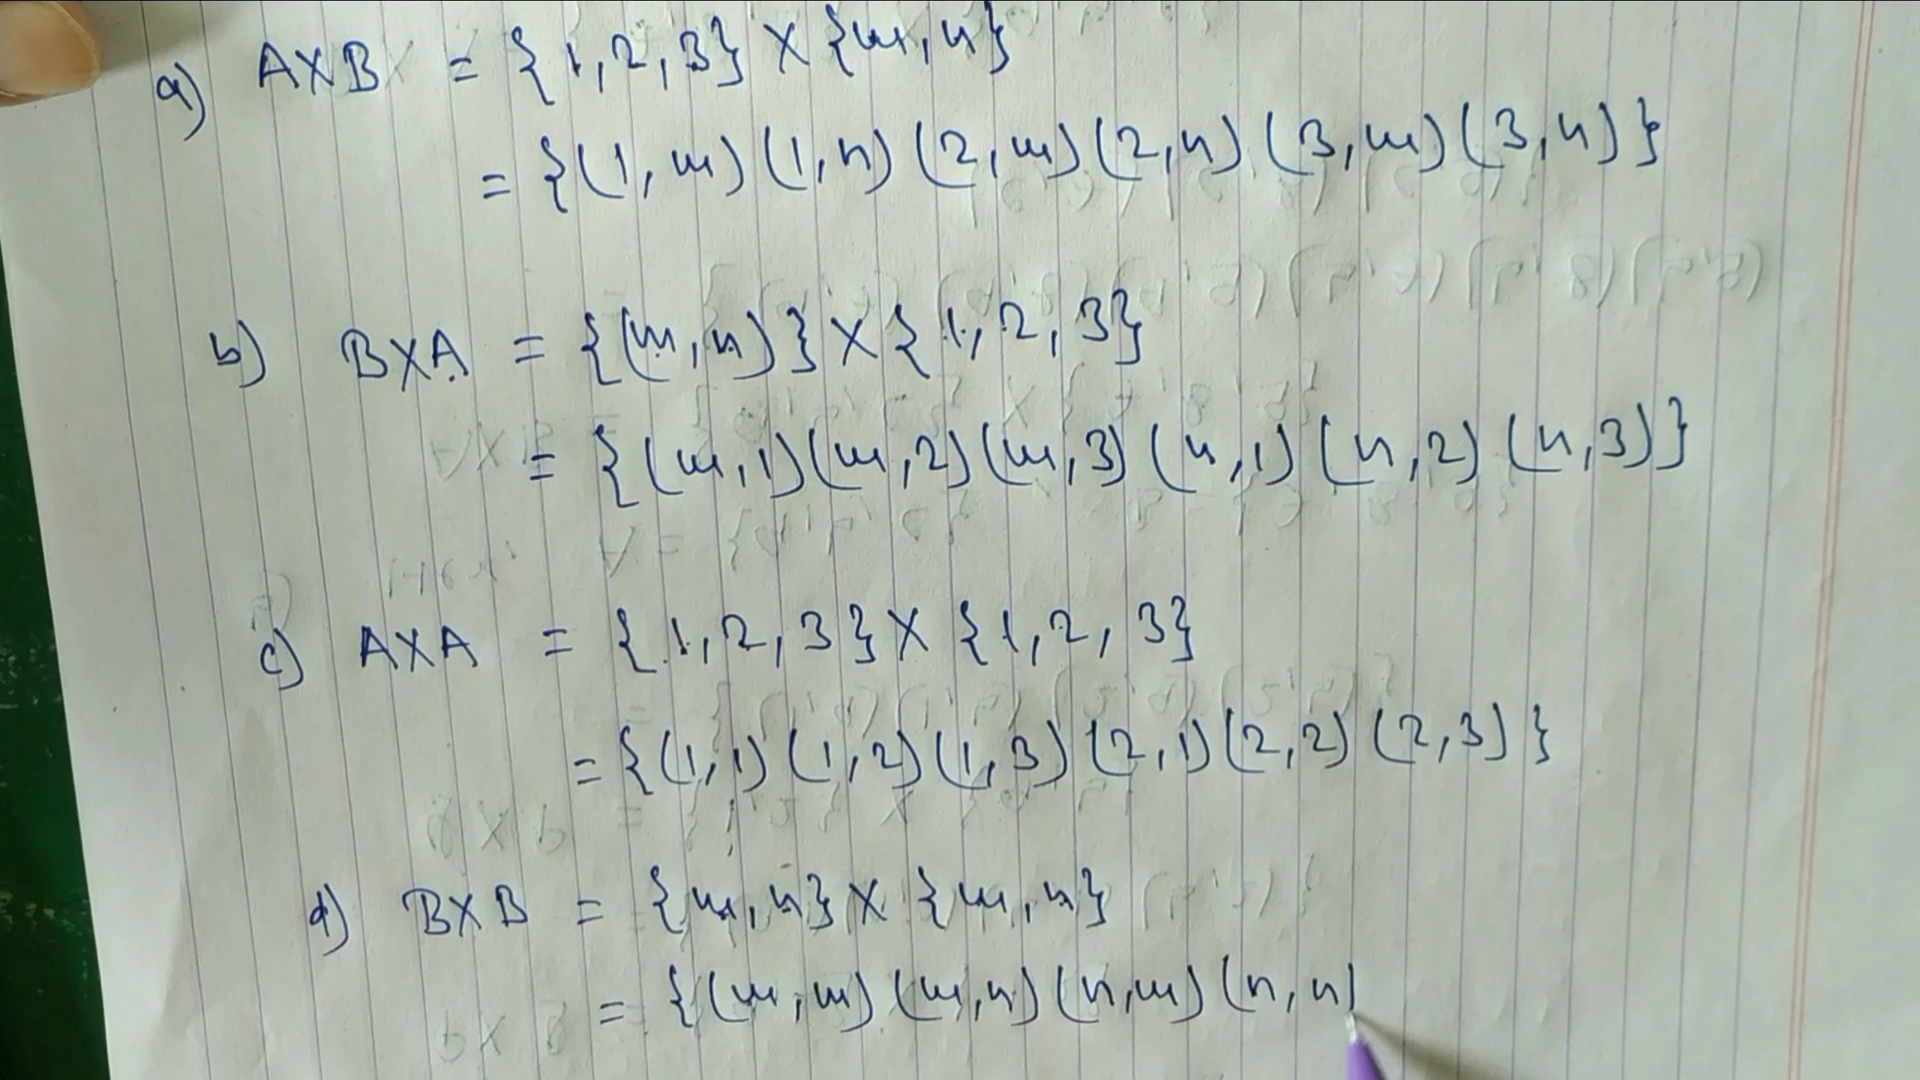 a) A×B = {1,2,3} × {m,n}
= {(1,m)(1,n)(2,m)(2,n)(3,m)(3,n)}
b) B×A = {(m,n)} × {1,2,3}
= {(m,1)(m,2)(m,3)(n,1)(n,2)(n,3)}
c) A×A = {1,2,3} × {1,2,3}
= {(1,1)(1,2)(1,3)(2,1)(2,2)(2,3)}
d) B×B = {m,n} × {m,n}
= {(m,m)(m,n)(n,m)(n,n)